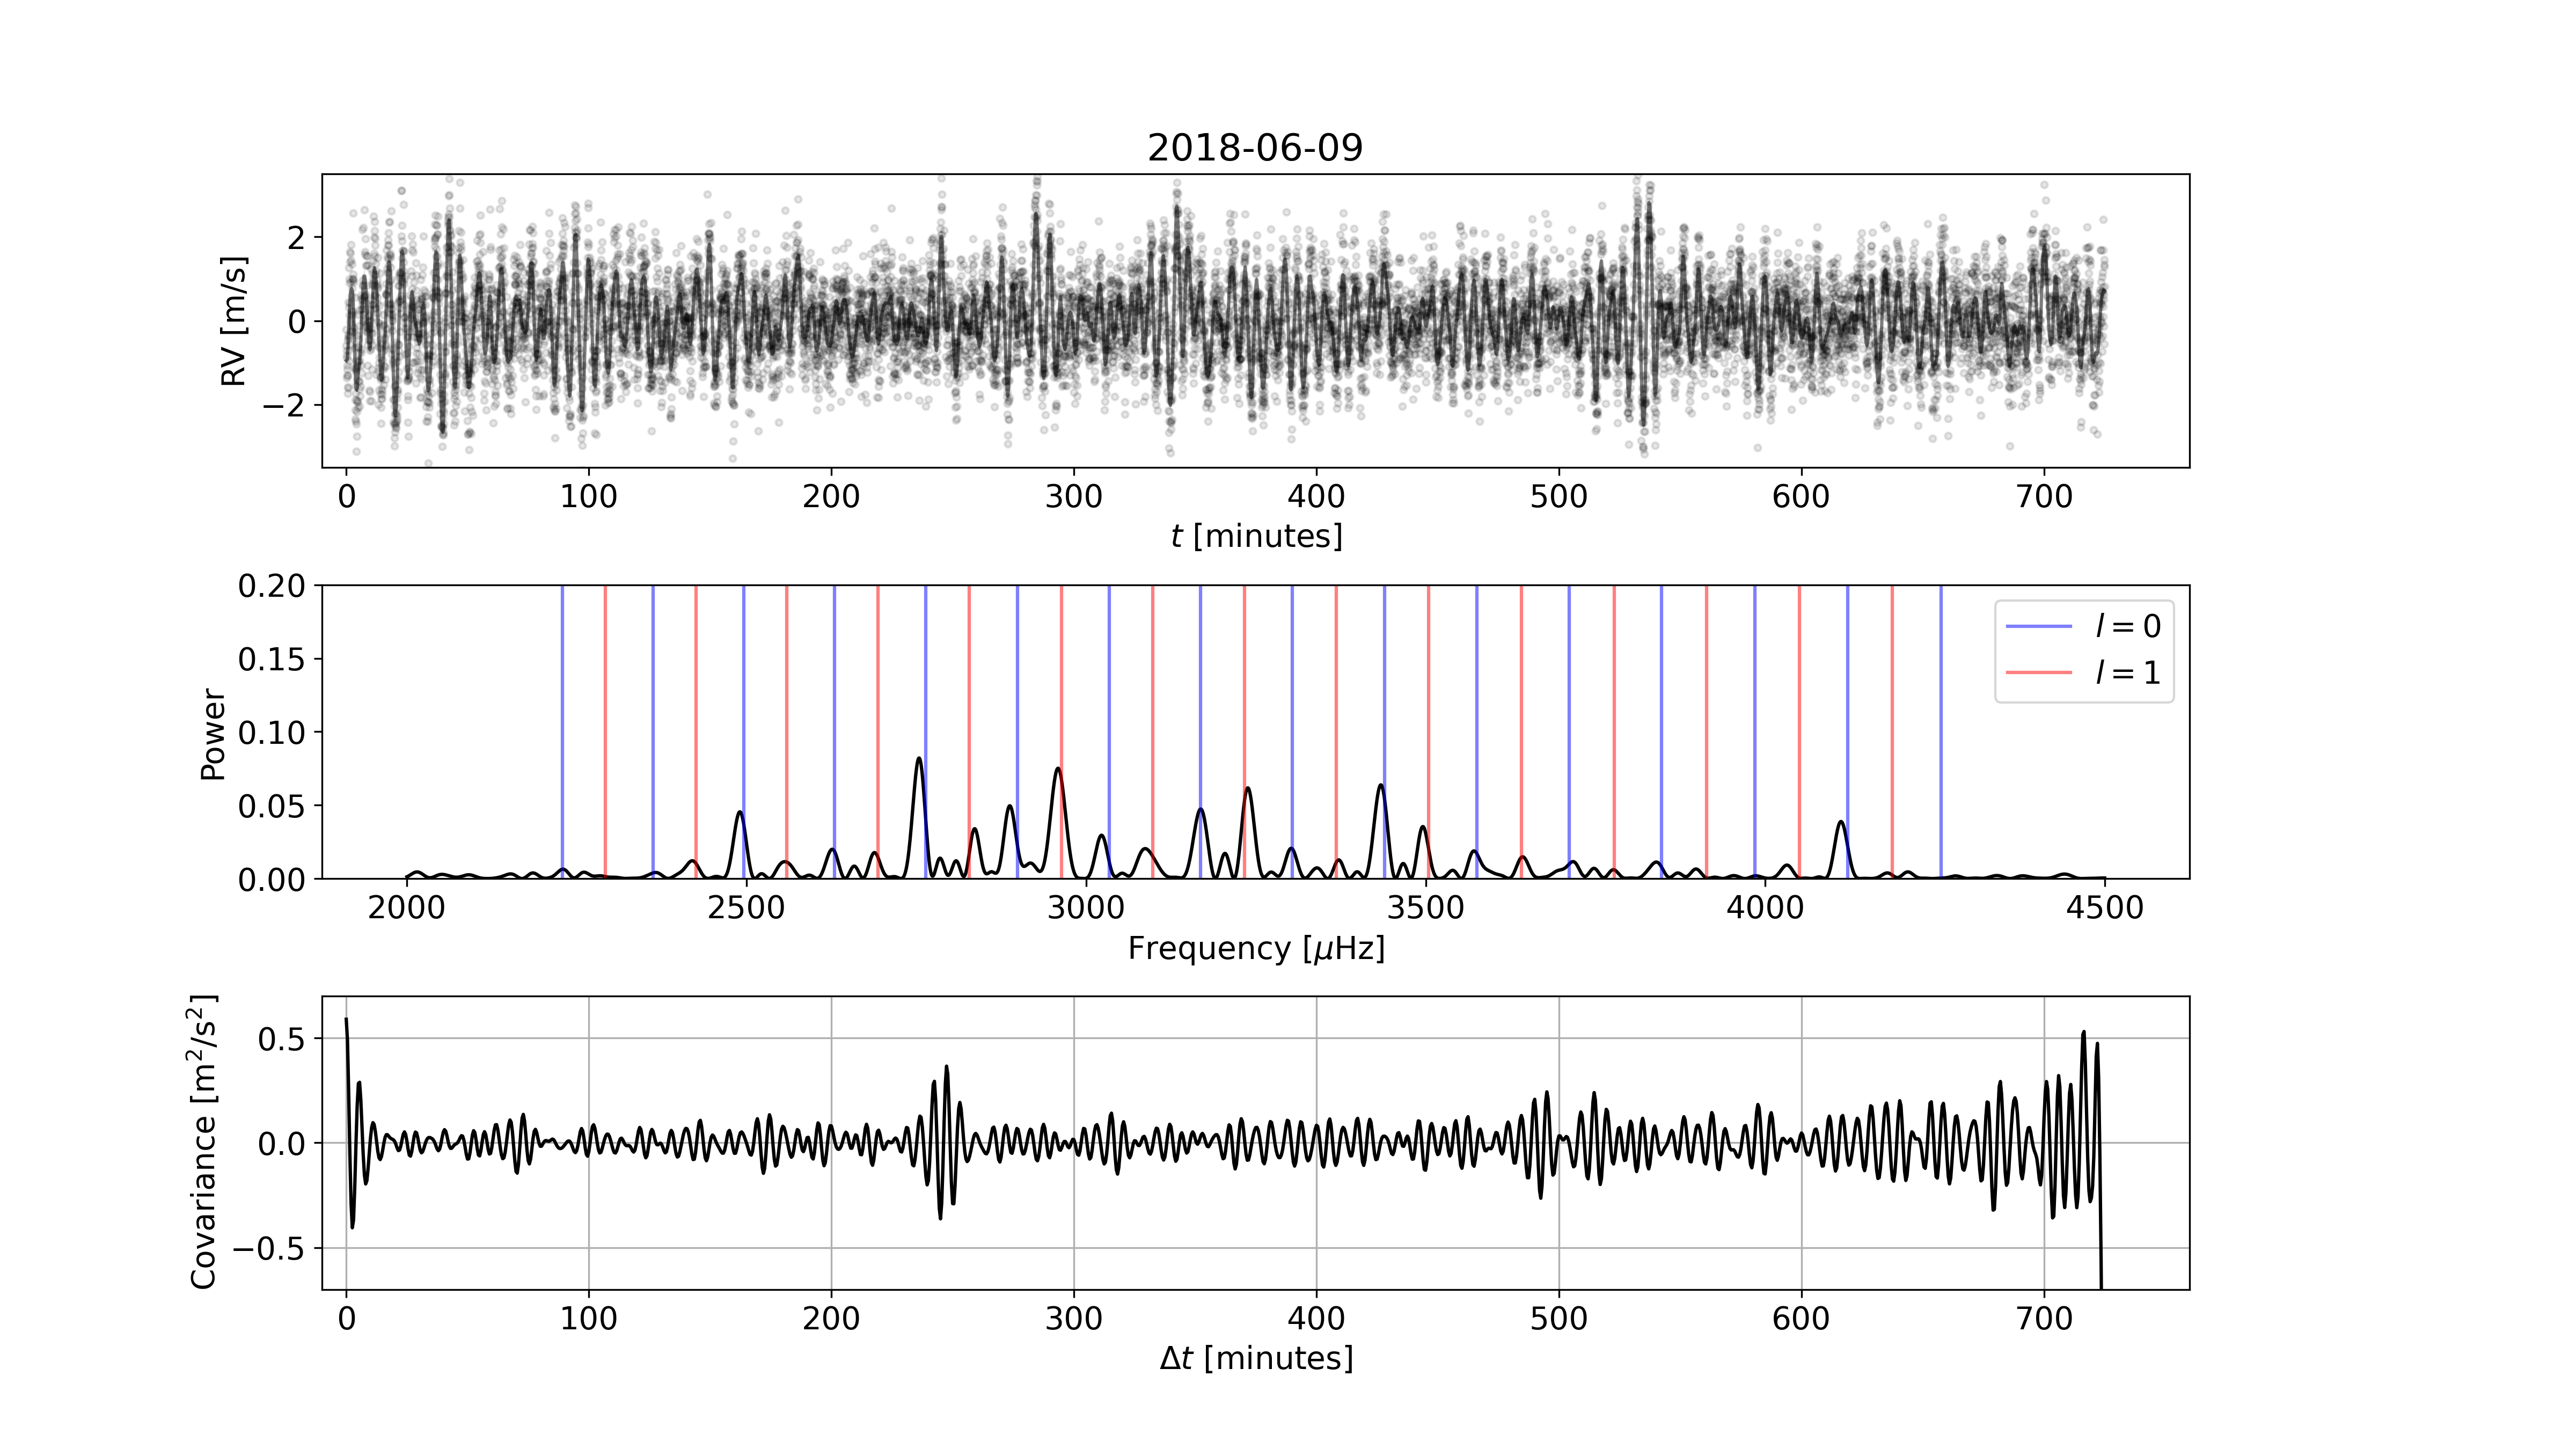 2018-06-09
RV [m/s]
2
0
−2
0 100 200 300 400 500 600 700
t [minutes]
Power
0.20
0.15
0.10
0.05
0.00
l = 0
l = 1
2000 2500 3000 3500 4000 4500
Frequency [μHz]
Covariance [m²/s²]
0.5
0.0
−0.5
0 100 200 300 400 500 600 700
Δt [minutes]